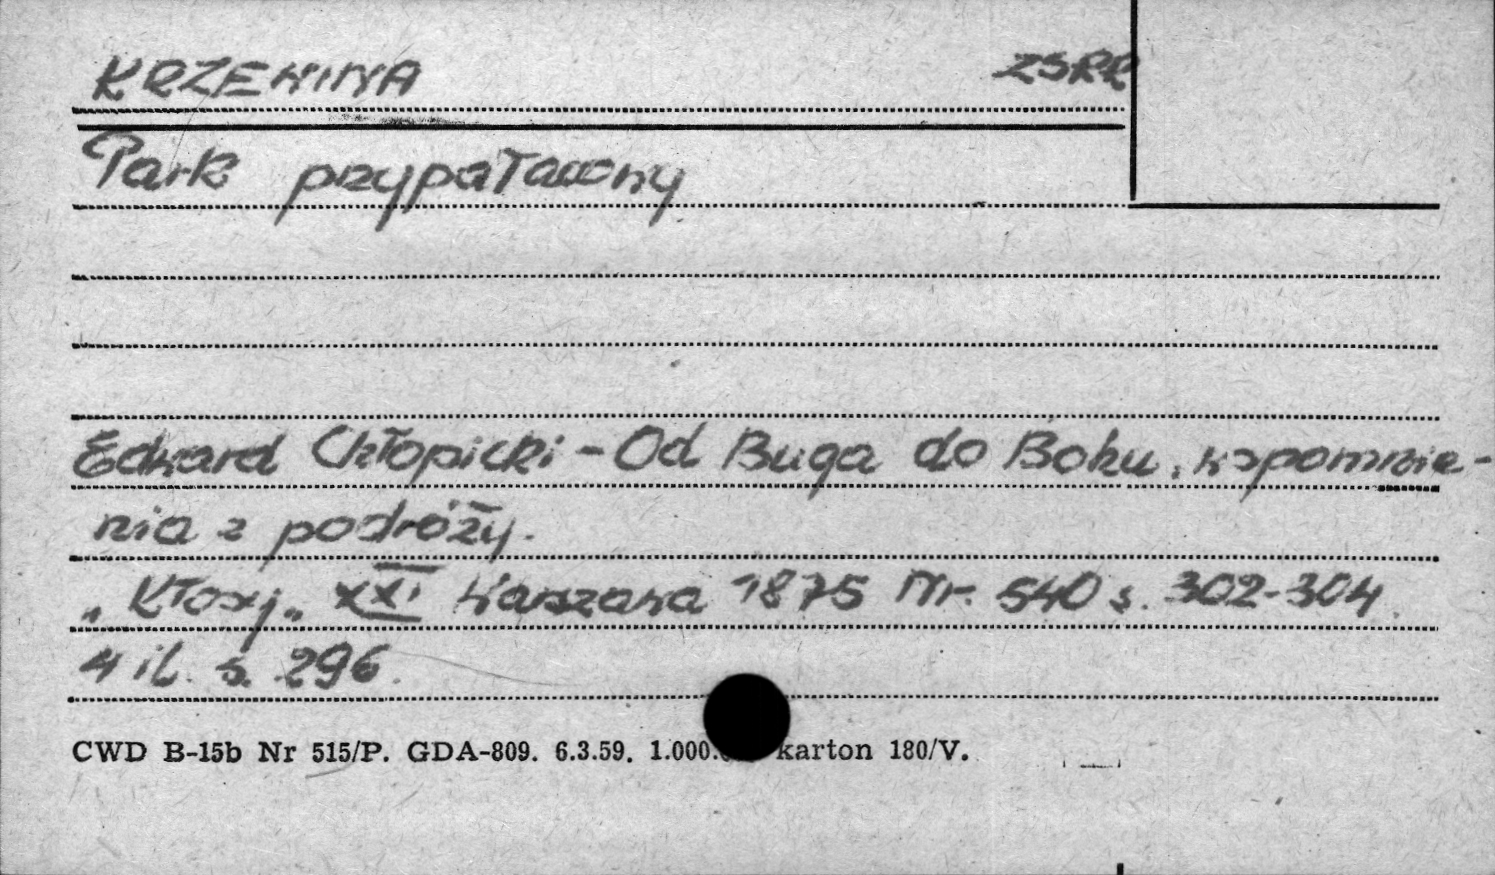 KRZEMINNA ZSRR
Park przypałacowy
Edward Chłopicki - Od Buga do Bohu, wspomnie-
nia z podróży.
„Kłosy„ XXI Warszawa 1875 Nr. 540 s. 302-304
4 il. s. 296.
CWD B-15b Nr 515/P. GDA-809. 6.3.59. 1.000. karton 180/V.